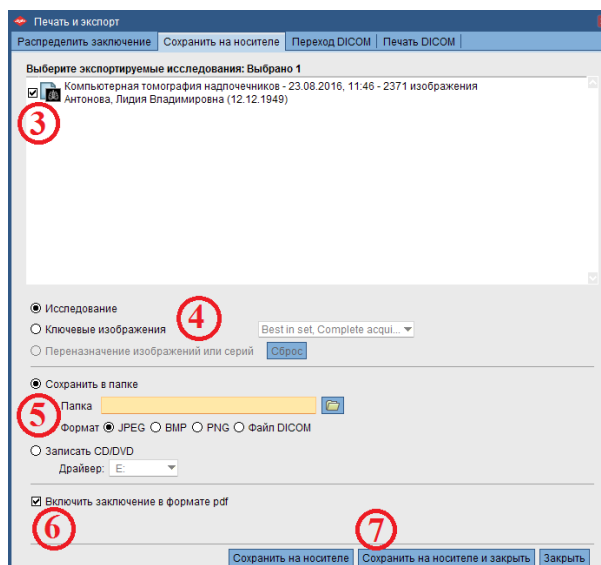 Печать и экспорт
Распределить заключение Сохранить на носителе Переход DICOM Печать DICOM
Выберите экспортируемые исследования: Выбрано 1
Компьютерная томография надпочечников - 23.08.2016, 11:46 - 2371 изображения
Антонова, Лидия Владимировна (12.12.1949)
3
Исследование
4
Ключевые изображения Best in set, Complete acqui...
Переназначение изображений или серий Сброс
Сохранить в папке
5
Папка
Формат JPEG BMP PNG Файл DICOM
Записать CD/DVD
Драйвер: E:
Включить заключение в формате pdf
6
7
Сохранить на носителе Сохранить на носителе и закрыть Закрыть